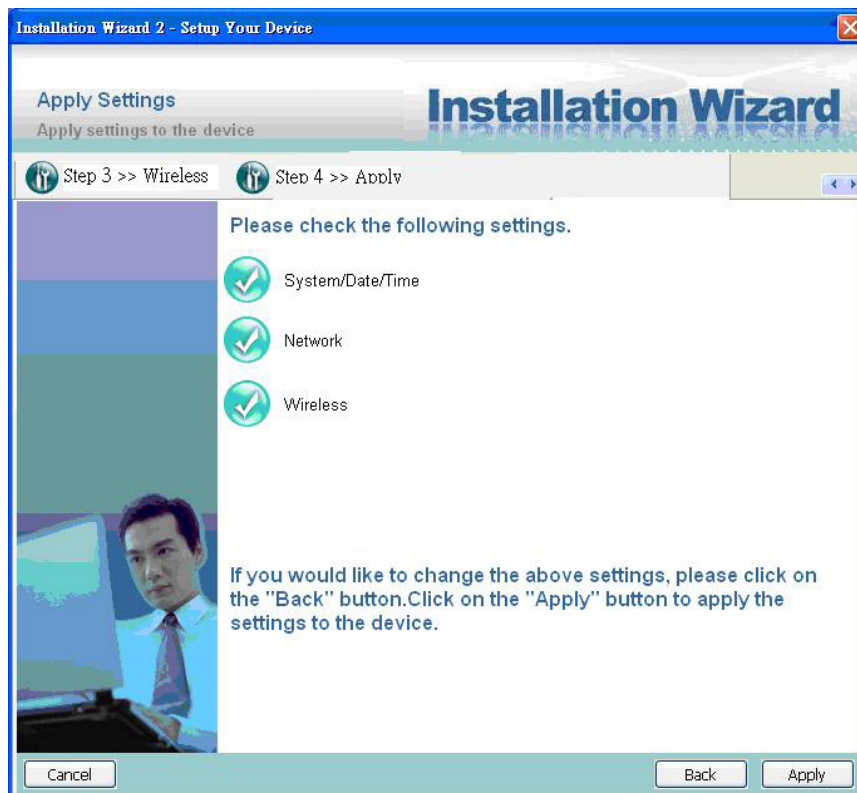 Installation Wizard 2 - Setup Your Device
Apply Settings
Apply settings to the device
Installation Wizard
Step 3 >> Wireless
Step 4 >> Apply
Please check the following settings.
System/Date/Time
Network
Wireless
If you would like to change the above settings, please click on
the "Back" button.Click on the "Apply" button to apply the
settings to the device.
Cancel
Back
Apply